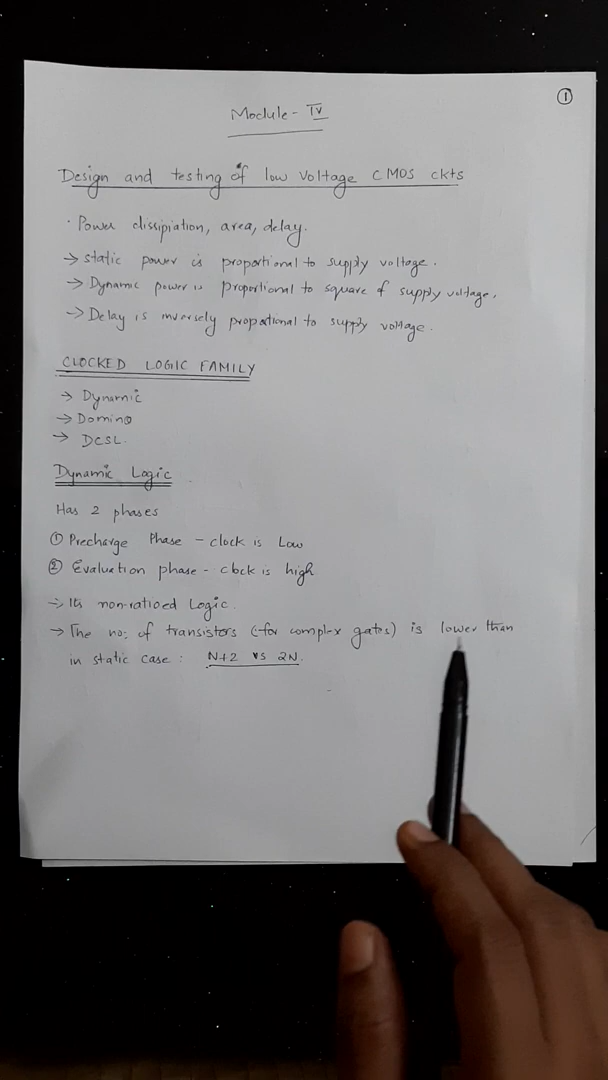 ①
Module - IV
Design and testing of low voltage CMOS ckts
· Power dissipiation, area, delay.
→ static power is proportional to supply voltage.
→ Dynamic power is proportional to square of supply voltage.
→ Delay is inversely proportional to supply voltage.
CLOCKED LOGIC FAMILY
→ Dynamic
→ Domino
→ DCSL.
Dynamic Logic
Has 2 phases
① Precharge Phase - clock is Low
② Evaluation phase - clock is high
→ Its non-ratioed Logic.
→ The no: of transistors (for complex gates) is lower than
in static case : N+2 vs 2N.